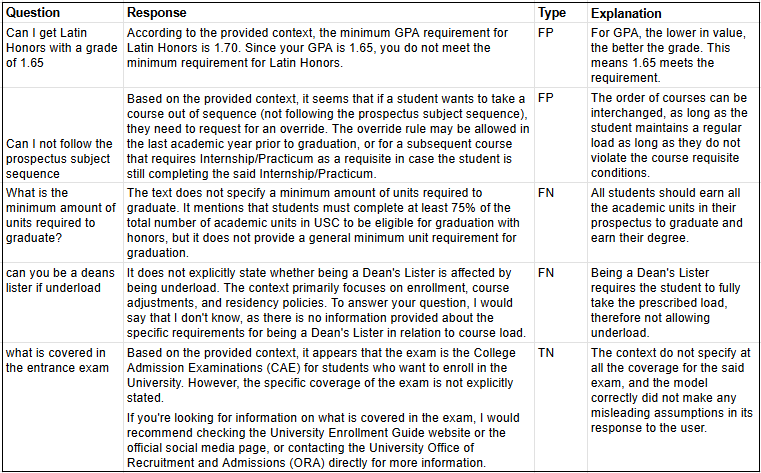 Question Response Type Explanation
Can I get Latin
Honors with a grade
of 1.65
According to the provided context, the minimum GPA requirement for
Latin Honors is 1.70. Since your GPA is 1.65, you do not meet the
minimum requirement for Latin Honors.
FP
For GPA, the lower in value,
the better the grade. This
means 1.65 meets the
requirement.
Can I not follow the
prospectus subject
sequence
Based on the provided context, it seems that if a student wants to take a
course out of sequence (not following the prospectus subject sequence),
they need to request for an override. The override rule may be allowed in
the last academic year prior to graduation, or for a subsequent course
that requires Internship/Practicum as a requisite in case the student is
still completing the said Internship/Practicum.
FP
The order of courses can be
interchanged, as long as the
student maintains a regular
load as long as they do not
violate the course requisite
conditions.
What is the
minimum amount of
units required to
graduate?
The text does not specify a minimum amount of units required to
graduate. It mentions that students must complete at least 75% of the
total number of academic units in USC to be eligible for graduation with
honors, but it does not provide a general minimum unit requirement for
graduation.
FN
All students should earn all
the academic units in their
prospectus to graduate and
earn their degree.
can you be a deans
lister if underload
It does not explicitly state whether being a Dean's Lister is affected by
being underload. The context primarily focuses on enrollment, course
adjustments, and residency policies. To answer your question, I would
say that I don't know, as there is no information provided about the
specific requirements for being a Dean's Lister in relation to course load.
FN
Being a Dean's Lister
requires the student to fully
take the prescribed load,
therefore not allowing
underload.
what is covered in
the entrance exam
Based on the provided context, it appears that the exam is the College
Admission Examinations (CAE) for students who want to enroll in the
University. However, the specific coverage of the exam is not explicitly
stated.
If you're looking for information on what is covered in the exam, I would
recommend checking the University Enrollment Guide website or the
official social media page, or contacting the University Office of
Recruitment and Admissions (ORA) directly for more information.
TN
The context do not specify at
all the coverage for the said
exam, and the model
correctly did not make any
misleading assumptions in its
response to the user.